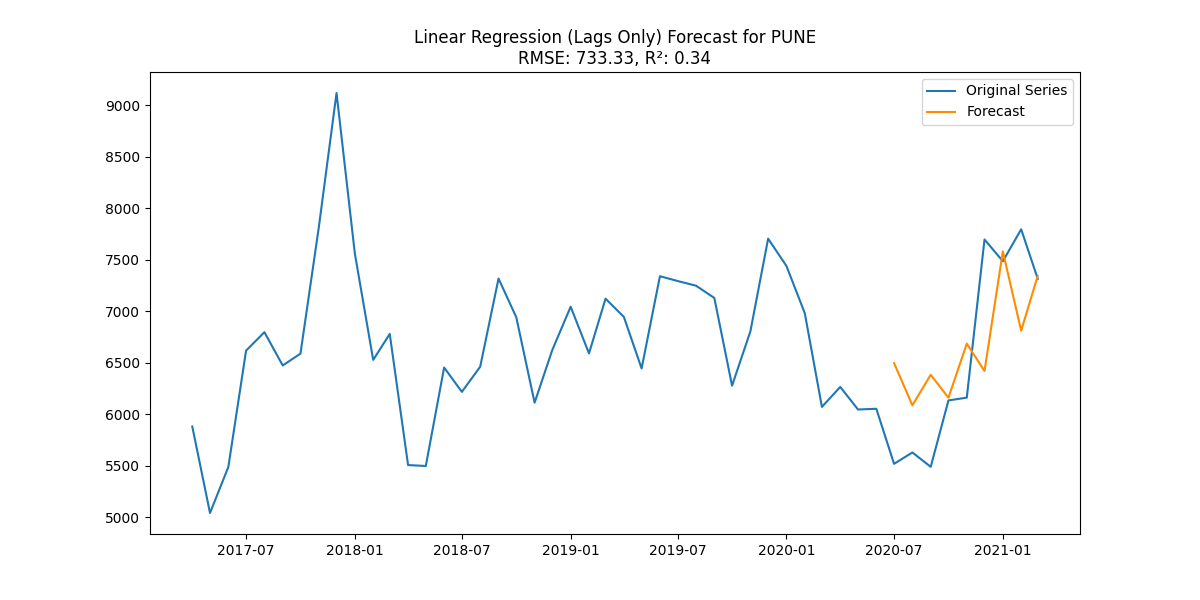 Linear Regression (Lags Only) Forecast for PUNE
RMSE: 733.33, R²: 0.34
Original Series
Forecast
9000
8500
8000
7500
7000
6500
6000
5500
5000
2017-07 2018-01 2018-07 2019-01 2019-07 2020-01 2020-07 2021-01